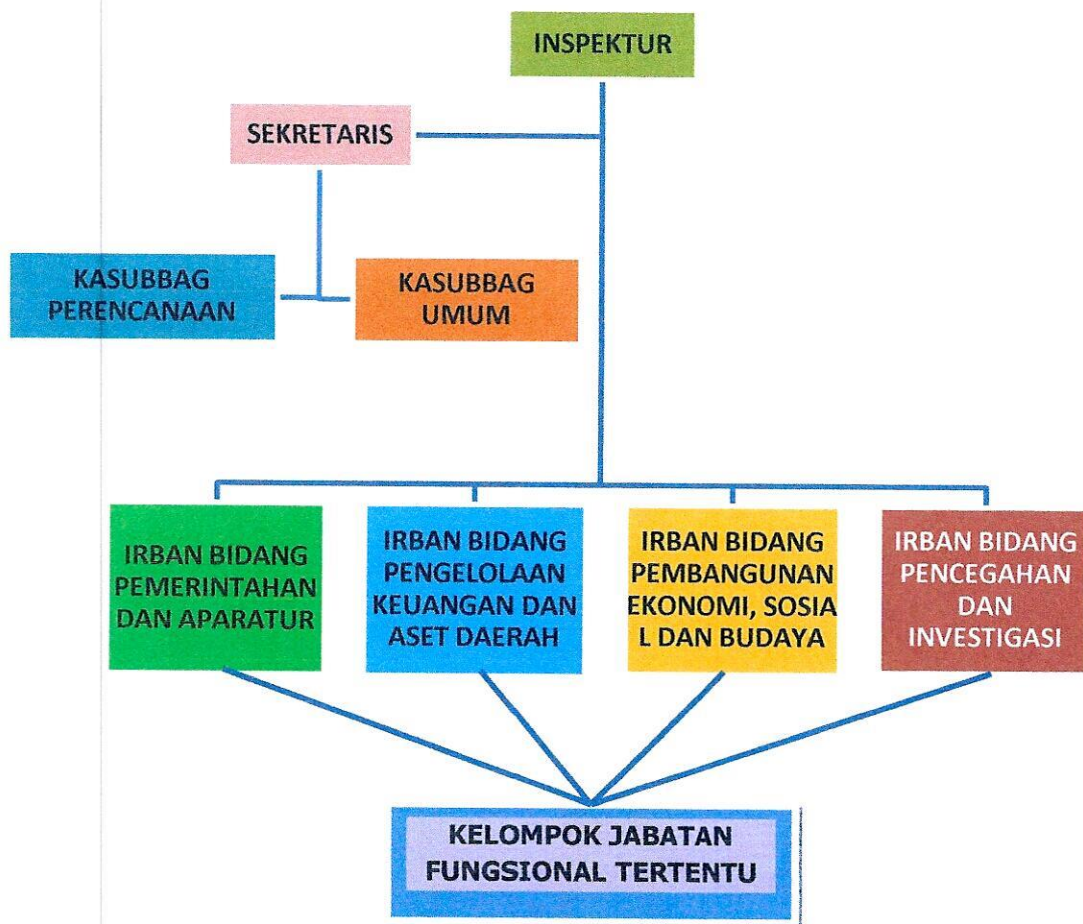 INSPEKTUR
SEKRETARIS
KASUBBAG
PERENCANAAN
KASUBBAG
UMUM
IRBAN BIDANG
PEMERINTAHAN
DAN APARATUR
IRBAN BIDANG
PENGELOLAAN
KEUANGAN DAN
ASET DAERAH
IRBAN BIDANG
PEMBANGUNAN
EKONOMI, SOSIA
L DAN BUDAYA
IRBAN BIDANG
PENCEGAHAN
DAN
INVESTIGASI
KELOMPOK JABATAN
FUNGSIONAL TERTENTU